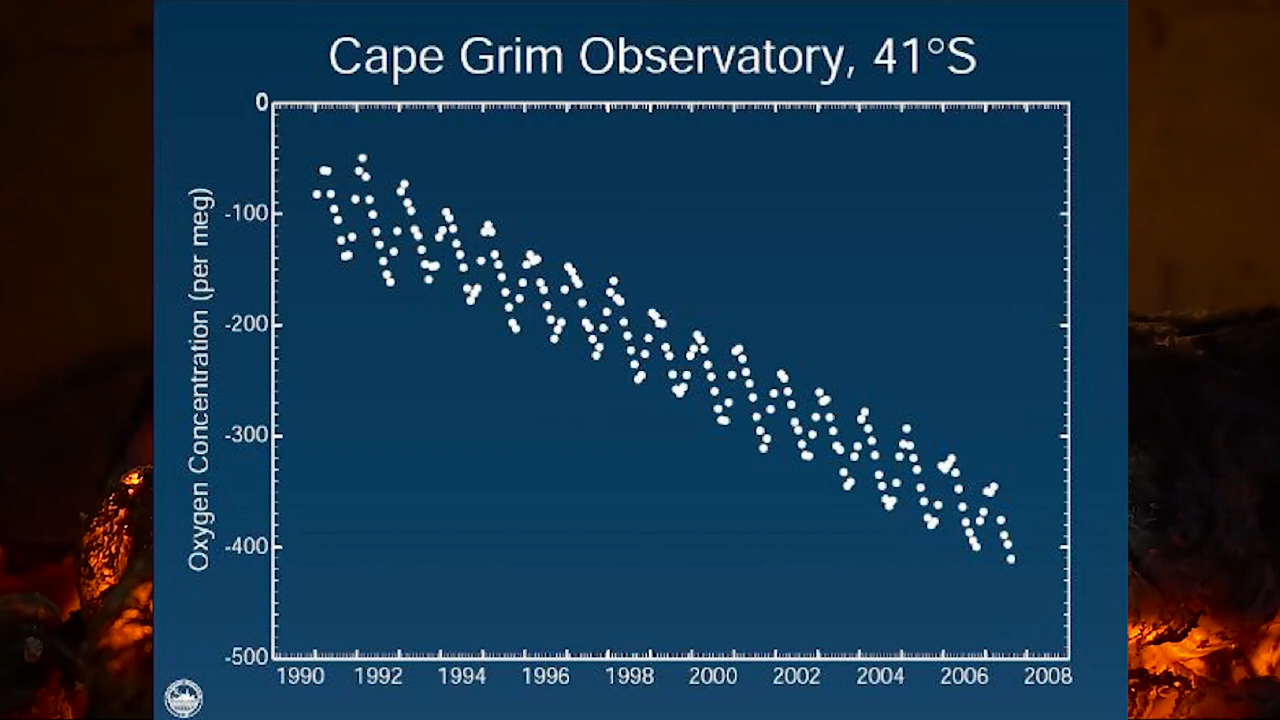 Cape Grim Observatory, 41°S
Oxygen Concentration (per meg)
0
-100
-200
-300
-400
-500
1990 1992 1994 1996 1998 2000 2002 2004 2006 2008